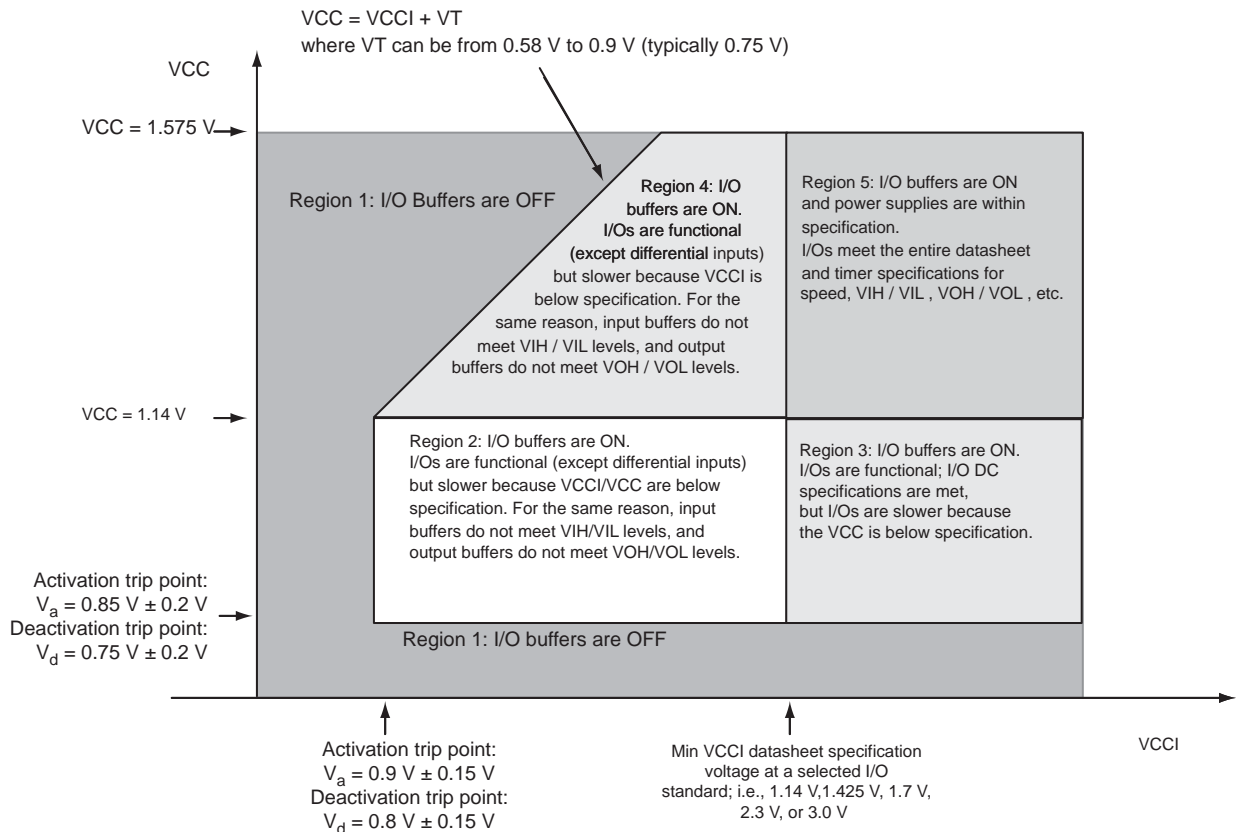 VCC = VCCI + VT
where VT can be from 0.58 V to 0.9 V (typically 0.75 V)
VCC
VCC = 1.575 V
Region 1: I/O Buffers are OFF
Region 4: I/O
buffers are ON.
I/Os are functional
(except differential inputs)
but slower because VCCI is
below specification. For the
same reason, input buffers do not
meet VIH / VIL levels, and output
buffers do not meet VOH / VOL levels.
Region 5: I/O buffers are ON
and power supplies are within
specification.
I/Os meet the entire datasheet
and timer specifications for
speed, VIH / VIL , VOH / VOL , etc.
VCC = 1.14 V
Region 2: I/O buffers are ON.
I/Os are functional (except differential inputs)
but slower because VCCI/VCC are below
specification. For the same reason, input
buffers do not meet VIH/VIL levels, and
output buffers do not meet VOH/VOL levels.
Region 3: I/O buffers are ON.
I/Os are functional; I/O DC
specifications are met,
but I/Os are slower because
the VCC is below specification.
Activation trip point:
Va = 0.85 V ± 0.2 V
Deactivation trip point:
Vd = 0.75 V ± 0.2 V
Region 1: I/O buffers are OFF
Activation trip point:
Va = 0.9 V ± 0.15 V
Deactivation trip point:
Vd = 0.8 V ± 0.15 V
Min VCCI datasheet specification
voltage at a selected I/O
standard; i.e., 1.14 V,1.425 V, 1.7 V,
2.3 V, or 3.0 V
VCCI